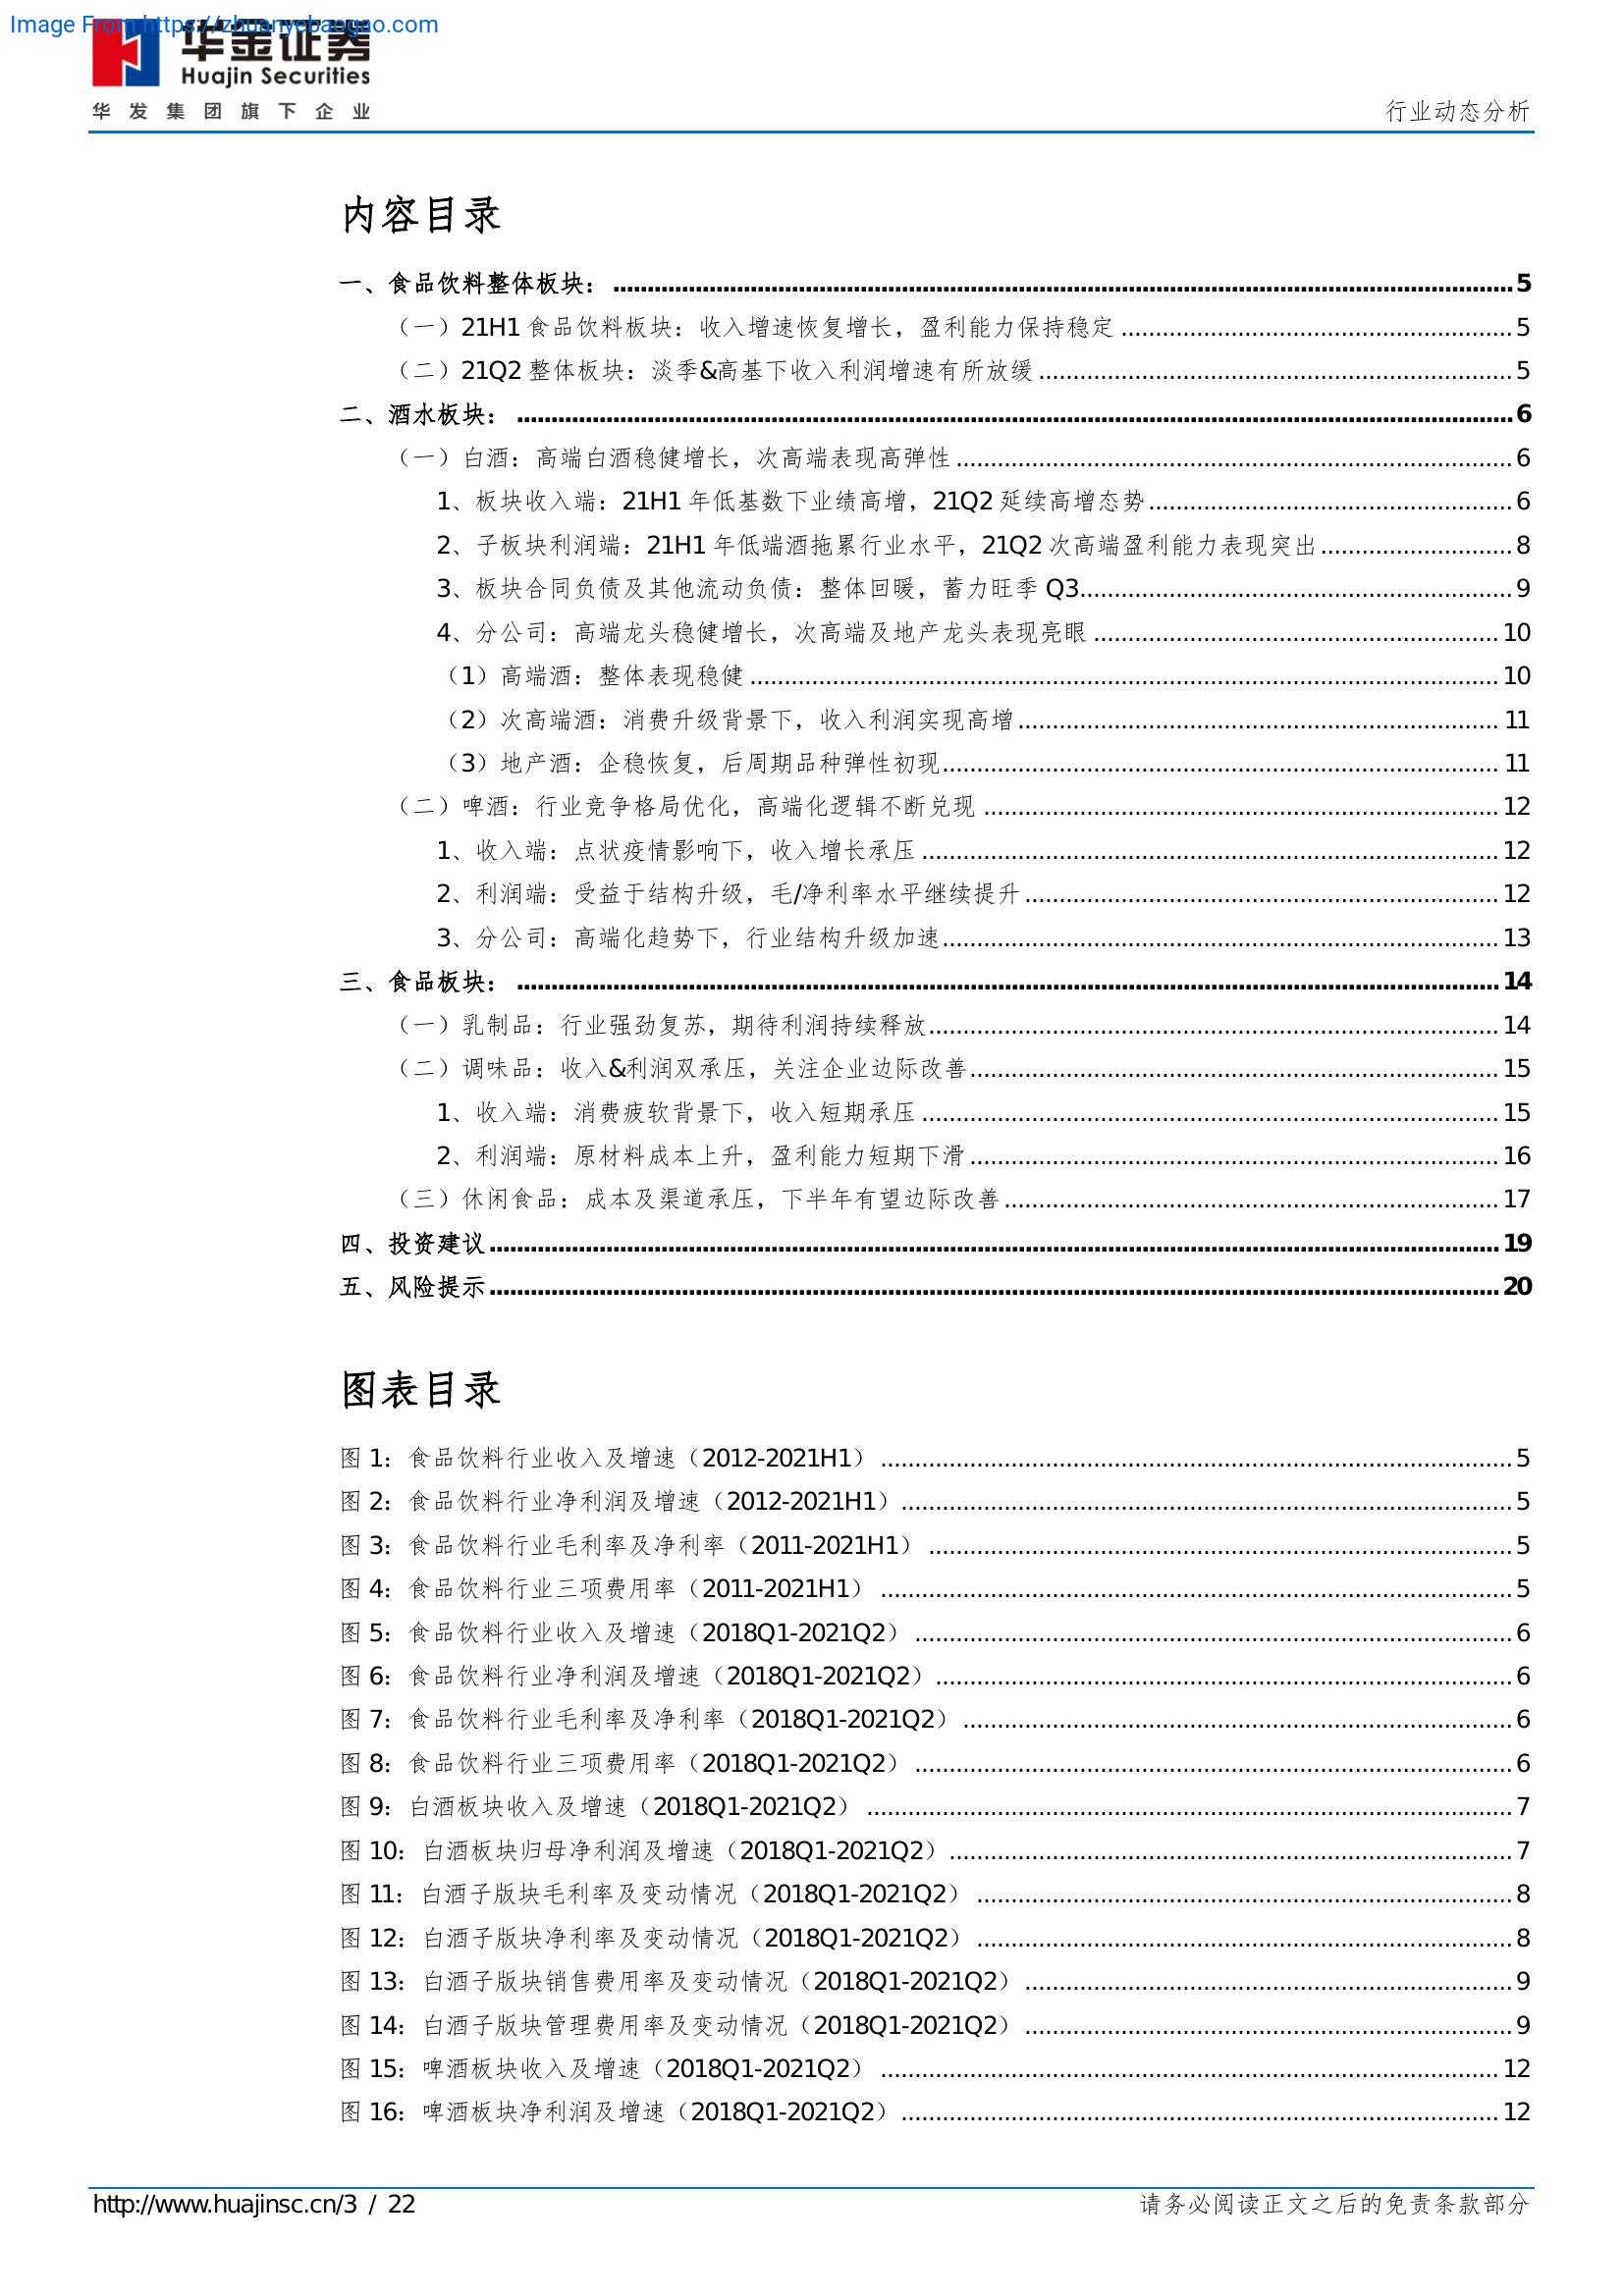 Image From https://zhuanyebaogao.com
华金证券
Huajin Securities
华发集团旗下企业
行业动态分析
内容目录
一、食品饮料整体板块：5
（一）21H1 食品饮料板块：收入增速恢复增长，盈利能力保持稳定5
（二）21Q2 整体板块：淡季&高基下收入利润增速有所放缓5
二、酒水板块：6
（一）白酒：高端白酒稳健增长，次高端表现高弹性6
1、板块收入端：21H1 年低基数下业绩高增，21Q2 延续高增态势6
2、子板块利润端：21H1 年低端酒拖累行业水平，21Q2 次高端盈利能力表现突出8
3、板块合同负债及其他流动负债：整体回暖，蓄力旺季 Q3 9
4、分公司：高端龙头稳健增长，次高端及地产龙头表现亮眼10
（1）高端酒：整体表现稳健10
（2）次高端酒：消费升级背景下，收入利润实现高增11
（3）地产酒：企稳恢复，后周期品种弹性初现11
（二）啤酒：行业竞争格局优化，高端化逻辑不断兑现12
1、收入端：点状疫情影响下，收入增长承压12
2、利润端：受益于结构升级，毛/净利率水平继续提升12
3、分公司：高端化趋势下，行业结构升级加速13
三、食品板块：14
（一）乳制品：行业强劲复苏，期待利润持续释放14
（二）调味品：收入&利润双承压，关注企业边际改善15
1、收入端：消费疲软背景下，收入短期承压15
2、利润端：原材料成本上升，盈利能力短期下滑16
（三）休闲食品：成本及渠道承压，下半年有望边际改善17
四、投资建议19
五、风险提示20
图表目录
图 1：食品饮料行业收入及增速（2012-2021H1）5
图 2：食品饮料行业净利润及增速（2012-2021H1）5
图 3：食品饮料行业毛利率及净利率（2011-2021H1）5
图 4：食品饮料行业三项费用率（2011-2021H1）5
图 5：食品饮料行业收入及增速（2018Q1-2021Q2）6
图 6：食品饮料行业净利润及增速（2018Q1-2021Q2）6
图 7：食品饮料行业毛利率及净利率（2018Q1-2021Q2）6
图 8：食品饮料行业三项费用率（2018Q1-2021Q2）6
图 9：白酒板块收入及增速（2018Q1-2021Q2）7
图 10：白酒板块归母净利润及增速（2018Q1-2021Q2）7
图 11：白酒子版块毛利率及变动情况（2018Q1-2021Q2）8
图 12：白酒子版块净利率及变动情况（2018Q1-2021Q2）8
图 13：白酒子版块销售费用率及变动情况（2018Q1-2021Q2）9
图 14：白酒子版块管理费用率及变动情况（2018Q1-2021Q2）9
图 15：啤酒板块收入及增速（2018Q1-2021Q2）12
图 16：啤酒板块净利润及增速（2018Q1-2021Q2）12
http://www.huajinsc.cn/3 / 22
请务必阅读正文之后的免责条款部分